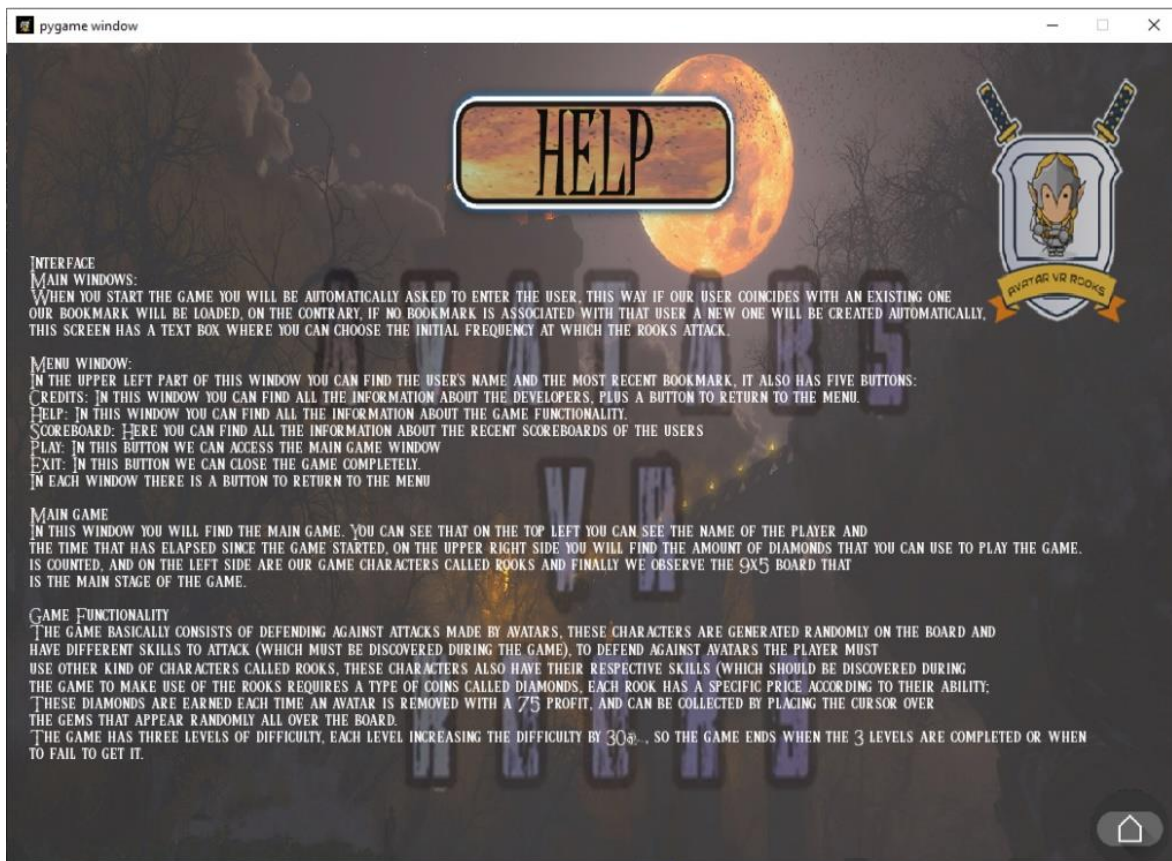 pygame window
HELP
AVATAR VR ROOKS
INTERFACE
MAIN WINDOWS:
WHEN YOU START THE GAME YOU WILL BE AUTOMATICALLY ASKED TO ENTER THE USER, THIS WAY IF OUR USER COINCIDES WITH AN EXISTING ONE
OUR BOOKMARK WILL BE LOADED, ON THE CONTRARY, IF NO BOOKMARK IS ASSOCIATED WITH THAT USER A NEW ONE WILL BE CREATED AUTOMATICALLY,
THIS SCREEN HAS A TEXT BOX WHERE YOU CAN CHOOSE THE INITIAL FREQUENCY AT WHICH THE ROOKS ATTACK.
MENU WINDOW:
IN THE UPPER LEFT PART OF THIS WINDOW YOU CAN FIND THE USER'S NAME AND THE MOST RECENT BOOKMARK, IT ALSO HAS FIVE BUTTONS:
CREDITS: IN THIS WINDOW YOU CAN FIND ALL THE INFORMATION ABOUT THE DEVELOPERS, PLUS A BUTTON TO RETURN TO THE MENU.
HELP: IN THIS WINDOW YOU CAN FIND ALL THE INFORMATION ABOUT THE GAME FUNCTIONALITY.
SCOREBOARD: HERE YOU CAN FIND ALL THE INFORMATION ABOUT THE RECENT SCOREBOARDS OF THE USERS
PLAY: IN THIS BUTTON WE CAN ACCESS THE MAIN GAME WINDOW
EXIT: IN THIS BUTTON WE CAN CLOSE THE GAME COMPLETELY.
IN EACH WINDOW THERE IS A BUTTON TO RETURN TO THE MENU
MAIN GAME
IN THIS WINDOW YOU WILL FIND THE MAIN GAME. YOU CAN SEE THAT ON THE TOP LEFT YOU CAN SEE THE NAME OF THE PLAYER AND
THE TIME THAT HAS ELAPSED SINCE THE GAME STARTED, ON THE UPPER RIGHT SIDE YOU WILL FIND THE AMOUNT OF DIAMONDS THAT YOU CAN USE TO PLAY THE GAME.
IS COUNTED, AND ON THE LEFT SIDE ARE OUR GAME CHARACTERS CALLED ROOKS AND FINALLY WE OBSERVE THE 9X5 BOARD THAT
IS THE MAIN STAGE OF THE GAME.
GAME FUNCTIONALITY
THE GAME BASICALLY CONSISTS OF DEFENDING AGAINST ATTACKS MADE BY AVATARS, THESE CHARACTERS ARE GENERATED RANDOMLY ON THE BOARD AND
HAVE DIFFERENT SKILLS TO ATTACK (WHICH MUST BE DISCOVERED DURING THE GAME), TO DEFEND AGAINST AVATARS THE PLAYER MUST
USE OTHER KIND OF CHARACTERS CALLED ROOKS, THESE CHARACTERS ALSO HAVE THEIR RESPECTIVE SKILLS (WHICH SHOULD BE DISCOVERED DURING
THE GAME TO MAKE USE OF THE ROOKS REQUIRES A TYPE OF COINS CALLED DIAMONDS, EACH ROOK HAS A SPECIFIC PRICE ACCORDING TO THEIR ABILITY;
THESE DIAMONDS ARE EARNED EACH TIME AN AVATAR IS REMOVED WITH A 75 PROFIT, AND CAN BE COLLECTED BY PLACING THE CURSOR OVER
THE GEMS THAT APPEAR RANDOMLY ALL OVER THE BOARD.
THE GAME HAS THREE LEVELS OF DIFFICULTY, EACH LEVEL INCREASING THE DIFFICULTY BY 30 , SO THE GAME ENDS WHEN THE 3 LEVELS ARE COMPLETED OR WHEN
TO FAIL TO GET IT.
AVATARS
VR
ROOKS